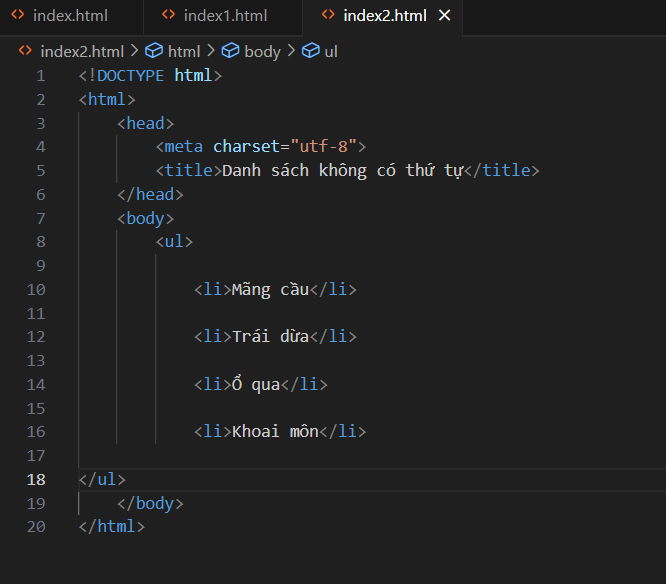 index.html index1.html index2.html ×
index2.html > html > body > ul
1 <!DOCTYPE html>
2 <html>
3     <head>
4         <meta charset="utf-8">
5         <title>Danh sách không có thứ tự</title>
6     </head>
7     <body>
8         <ul>
9
10             <li>Mãng cầu</li>
11
12             <li>Trái dừa</li>
13
14             <li>Ổ qua</li>
15
16             <li>Khoai môn</li>
17
18 </ul>
19     </body>
20 </html>